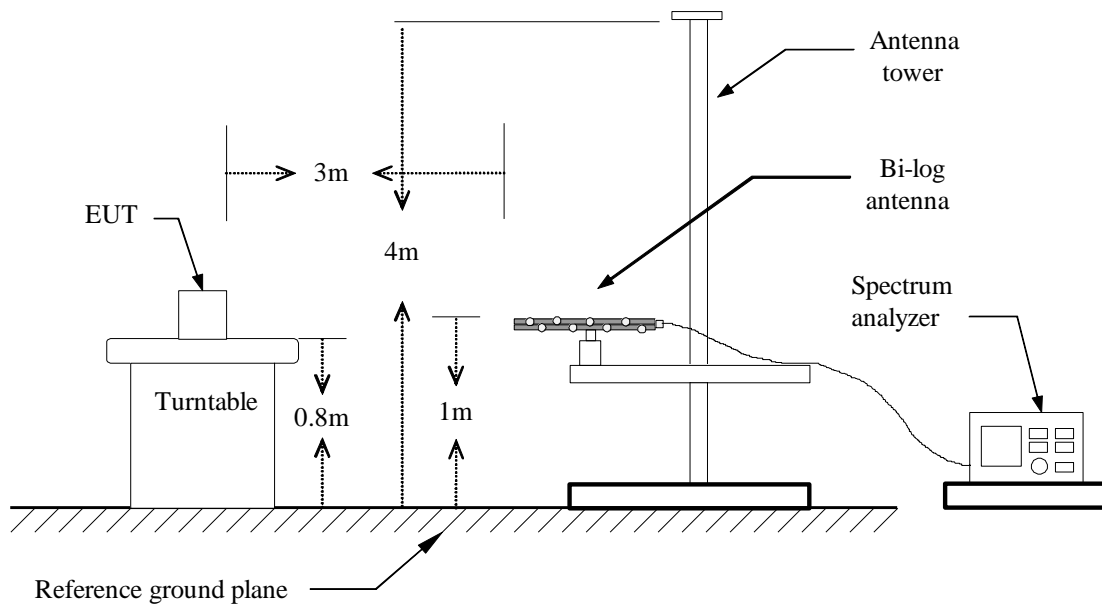 Antenna
tower
3m
Bi-log
antenna
EUT
4m
Spectrum
analyzer
Turntable
0.8m
1m
Reference ground plane